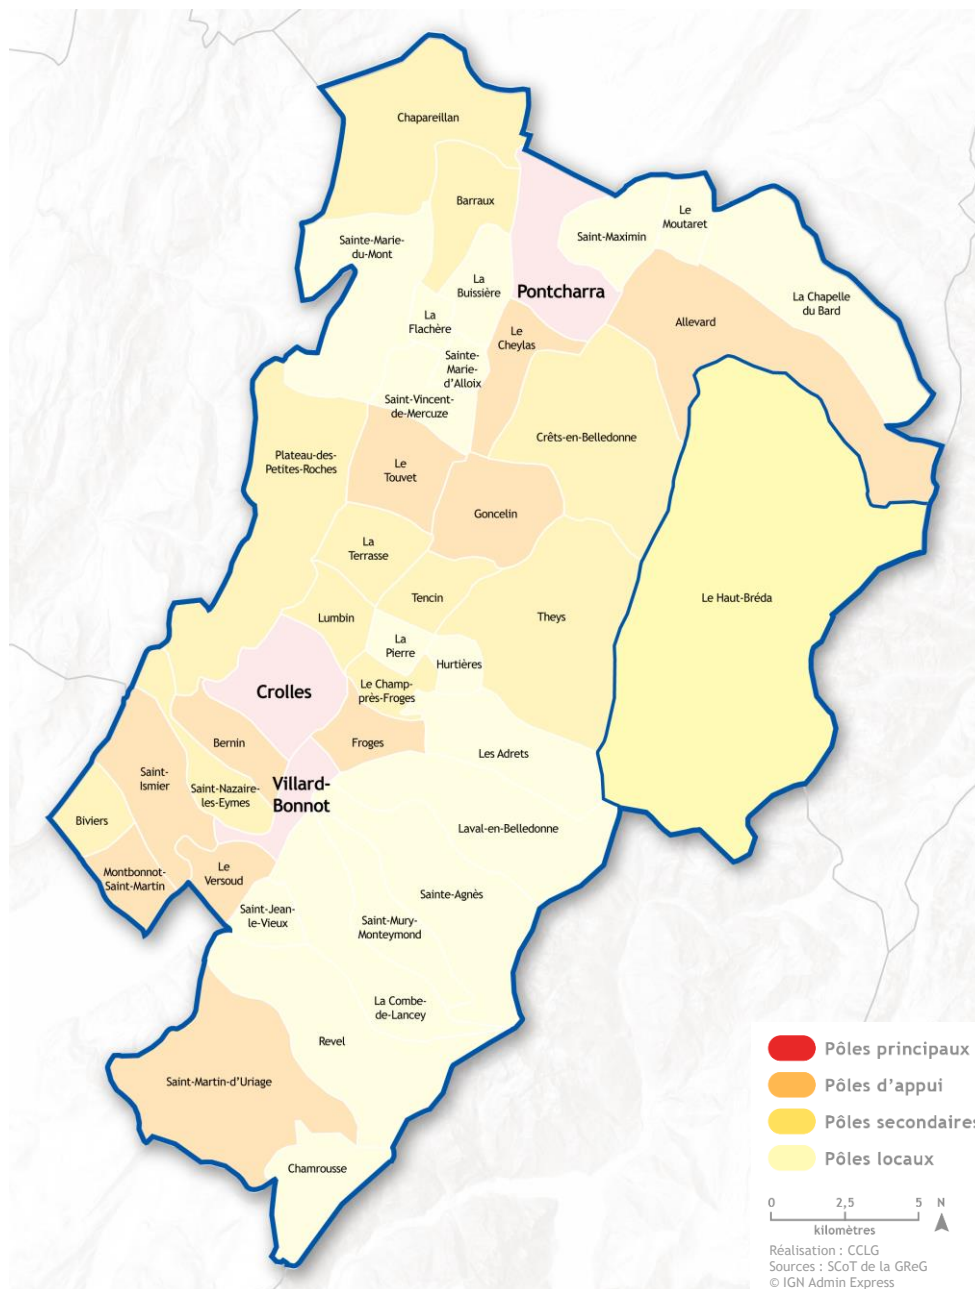 Chapareillan
Barraux
Sainte-Marie-
du-Mont
Saint-Maximin
Le
Moutaret
La
Buissière
Pontcharra
La Chapelle
du Bard
La
Flachère
Le
Cheylas
Allevard
Sainte-
Marie-
d'Alloix
Saint-Vincent-
de-Mercuze
Crêts-en-Belledonne
Plateau-des-
Petites-Roches
Le
Touvet
Goncelin
La
Terrasse
Tencin
Le Haut-Bréda
Lumbin
Theys
La
Pierre
Hurtières
Crolles
Le Champ-
près-Froges
Bernin
Froges
Les Adrets
Saint-
Ismier
Saint-Nazaire-
les-Eymes
Villard-
Bonnot
Biviers
Laval-en-Belledonne
Montbonnot-
Saint-Martin
Le
Versoud
Sainte-Agnès
Saint-Jean-
le-Vieux
Saint-Mury-
Monteymond
La Combe-
de-Lancey
Revel
Saint-Martin-d'Uriage
Chamrousse
Pôles principaux
Pôles d'appui
Pôles secondaires
Pôles locaux
0 2,5 5 N
kilomètres
Réalisation : CCLG
Sources : SCoT de la GReG
© IGN Admin Express